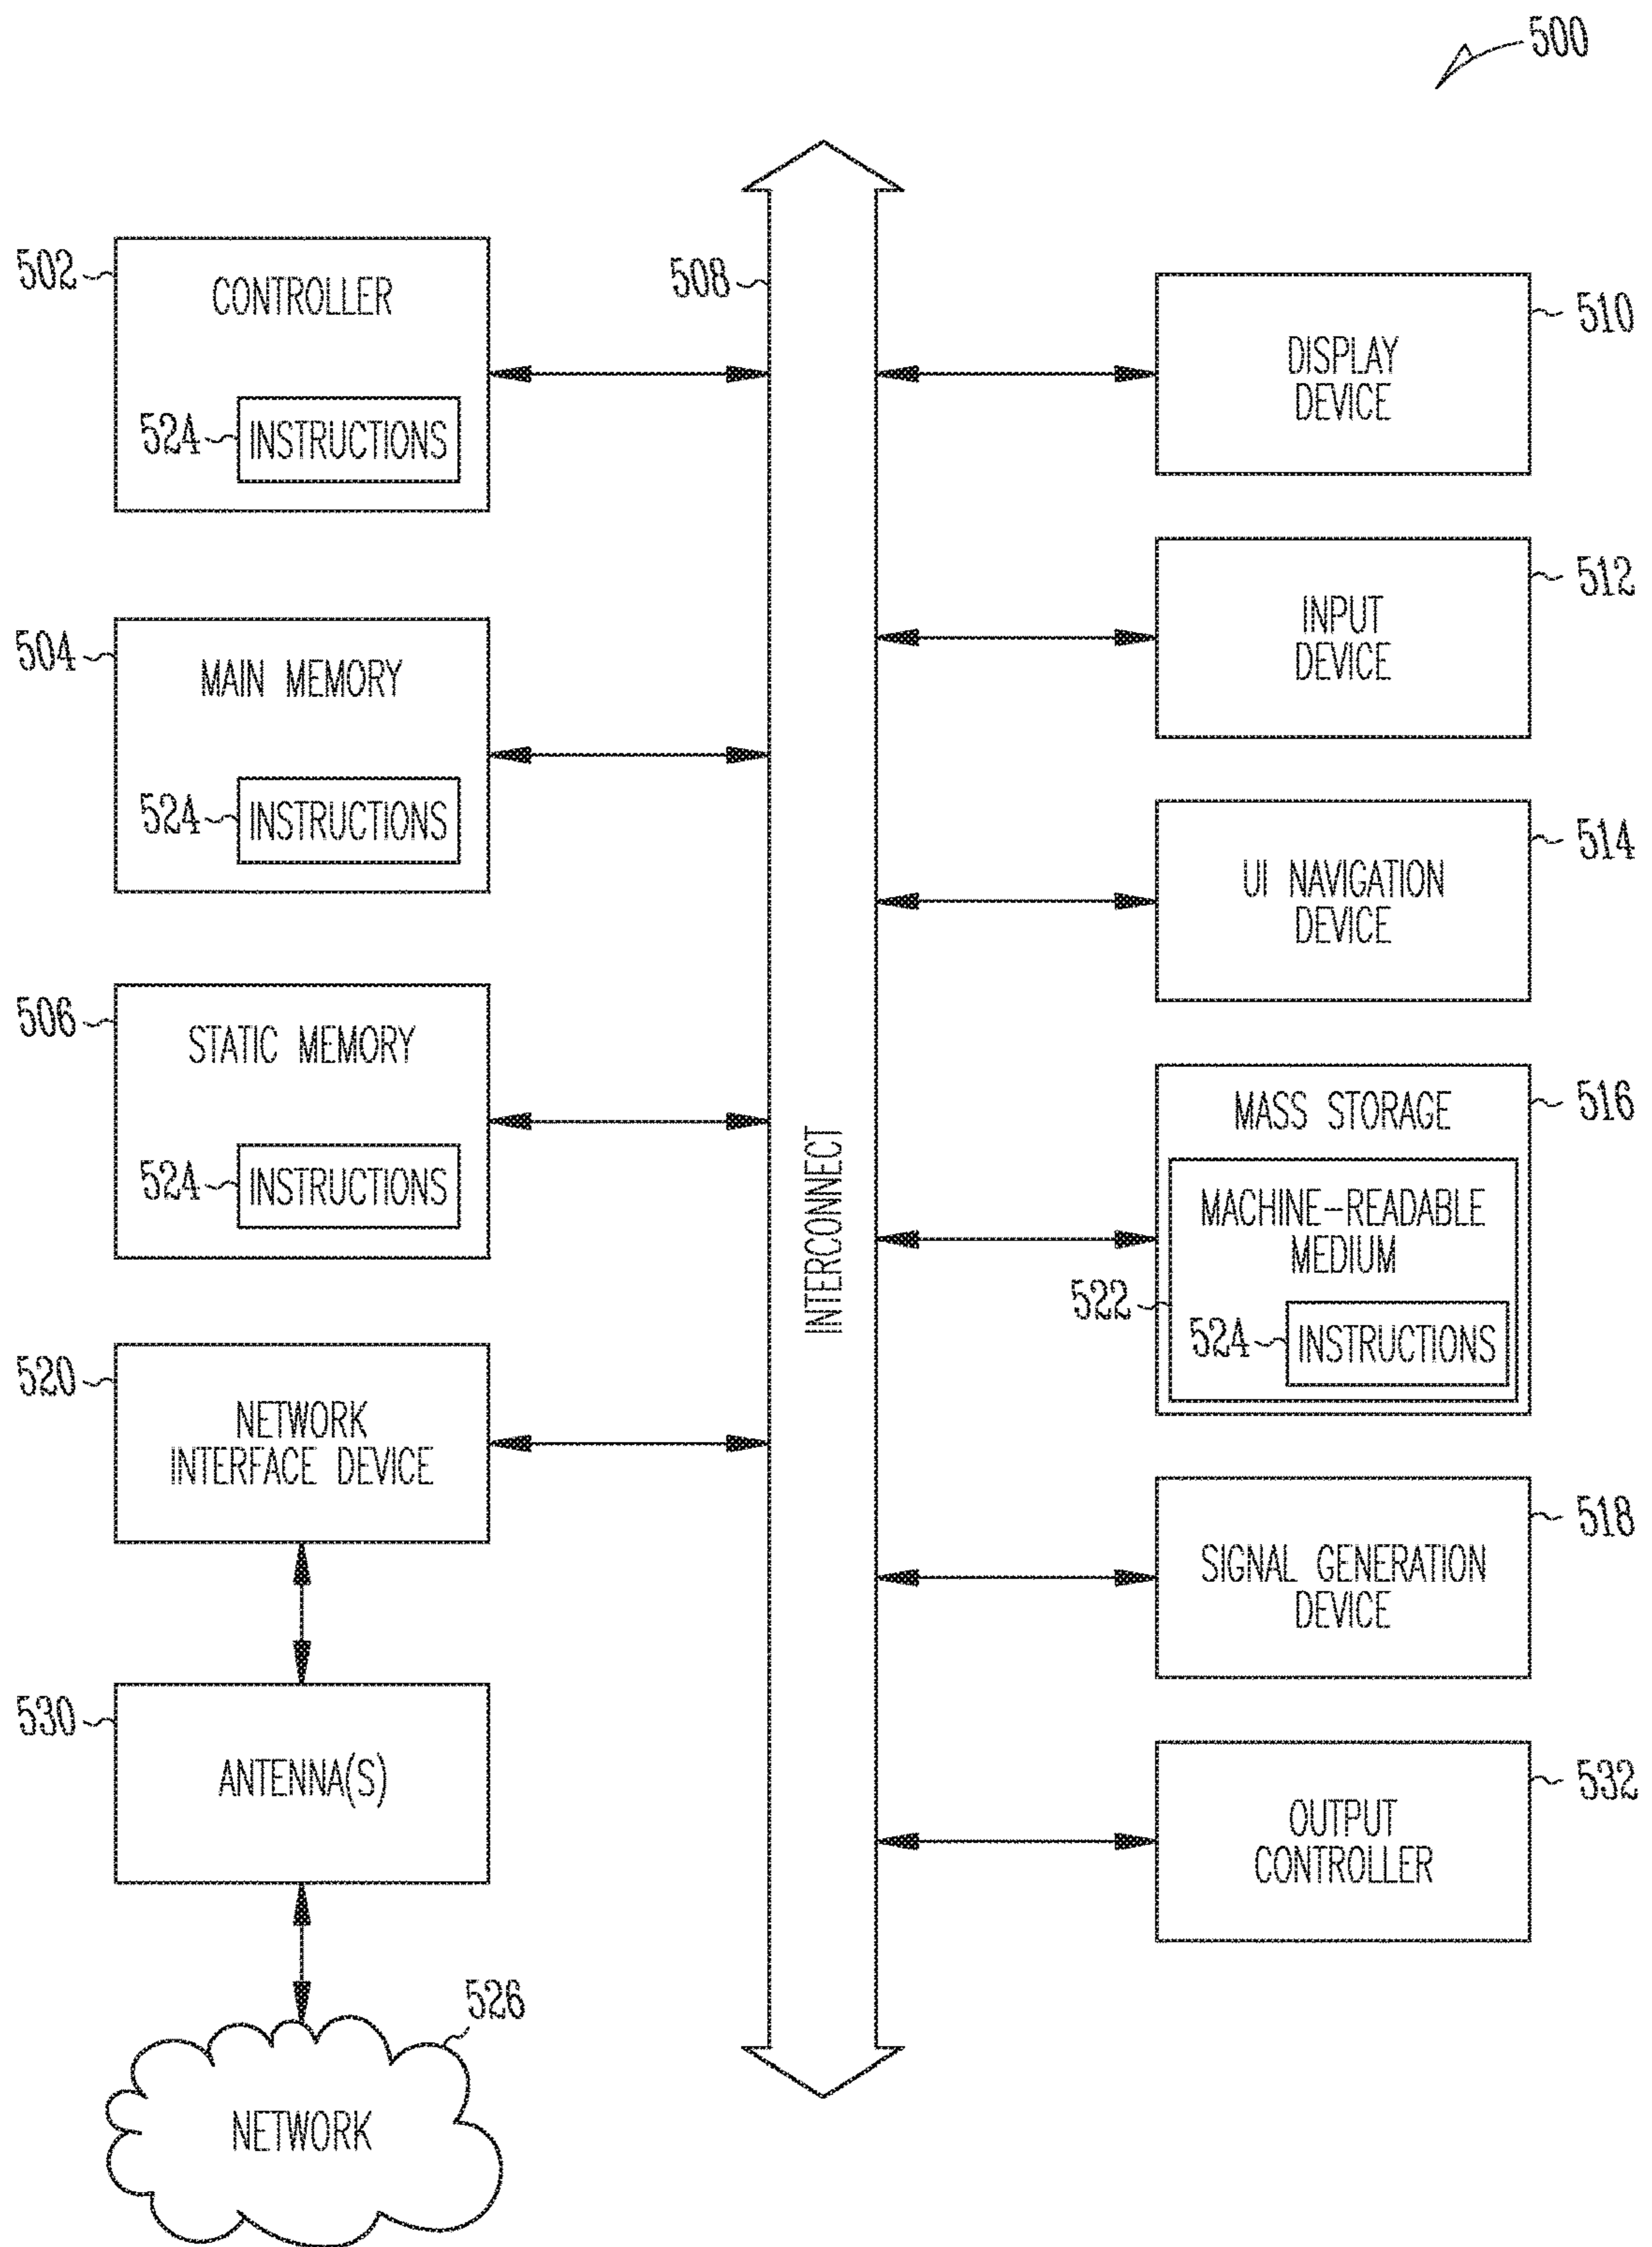 500
502
CONTROLLER
524
INSTRUCTIONS
504
MAIN MEMORY
524
INSTRUCTIONS
506
STATIC MEMORY
524
INSTRUCTIONS
520
NETWORK
INTERFACE DEVICE
530
ANTENNA(S)
526
NETWORK
508
INTERCONNECT
510
DISPLAY
DEVICE
512
INPUT
DEVICE
514
UI NAVIGATION
DEVICE
516
MASS STORAGE
MACHINE-READABLE
MEDIUM
522
524
INSTRUCTIONS
518
SIGNAL GENERATION
DEVICE
532
OUTPUT
CONTROLLER